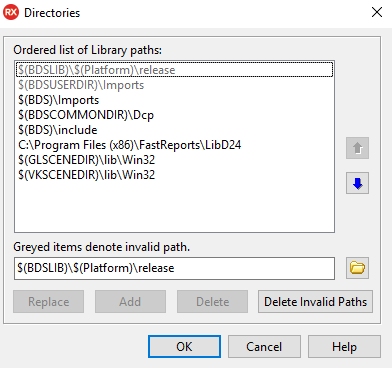 RX Directories
Ordered list of Library paths:
$(BDSLIB)\$(Platform)\release
$(BDSUSERDIR)\Imports
$(BDS)\Imports
$(BDSCOMMONDIR)\Dcp
$(BDS)\include
C:\Program Files (x86)\FastReports\LibD24
$(GLSCENEDIR)\lib\Win32
$(VKSCENEDIR)\lib\Win32
Greyed items denote invalid path.
$(BDSLIB)\$(Platform)\release
Replace Add Delete Delete Invalid Paths
OK Cancel Help